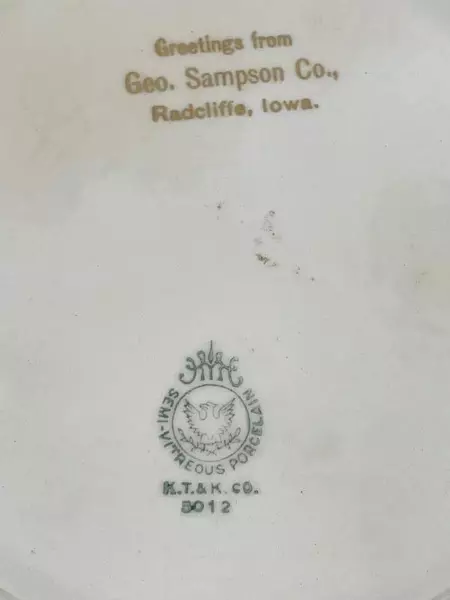 Greetings from
Geo. Sampson Co.,
Radcliffe, Iowa.
SEMI-VITREOUS PORCELAIN
K.T.& K. CO.
5012